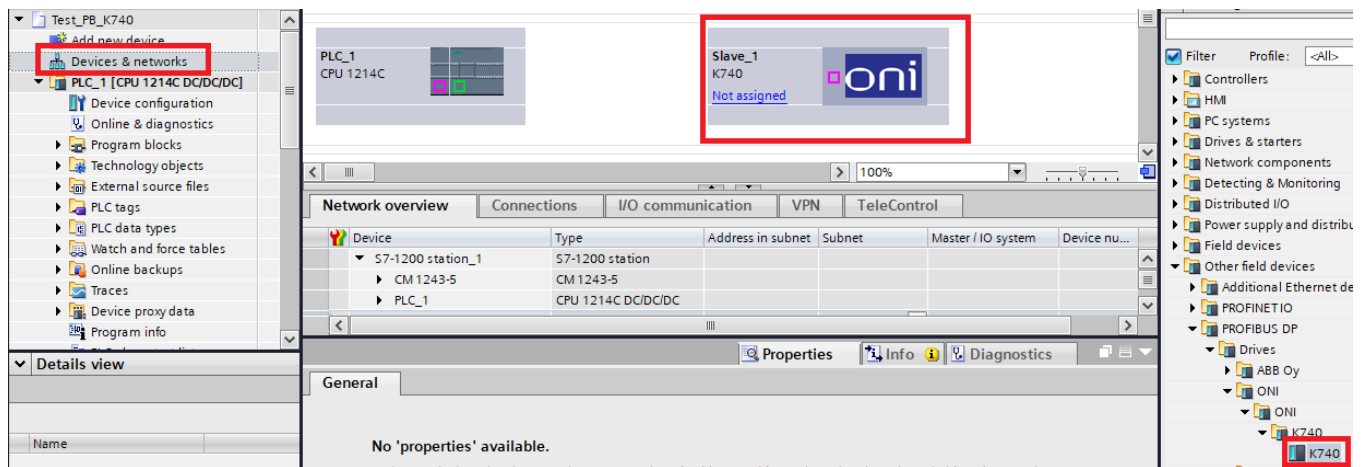 Test_PB_K740
Add new device
Devices & networks
PLC_1 [CPU 1214C DC/DC/DC]
Device configuration
Online & diagnostics
Program blocks
Technology objects
External source files
PLC tags
PLC data types
Watch and force tables
Online backups
Traces
Device proxy data
Program info
Details view
Name
PLC_1
CPU 1214C
Slave_1
K740
Not assigned
oni
100%
Network overview
Connections
I/O communication
VPN
TeleControl
Device
Type
Address in subnet
Subnet
Master / IO system
Device nu...
S7-1200 station_1
S7-1200 station
CM 1243-5
CM 1243-5
PLC_1
CPU 1214C DC/DC/DC
Properties
Info
Diagnostics
General
No 'properties' available.
Filter
Profile:
<All>
Controllers
HMI
PC systems
Drives & starters
Network components
Detecting & Monitoring
Distributed I/O
Power supply and distribu
Field devices
Other field devices
Additional Ethernet de
PROFINET IO
PROFIBUS DP
Drives
ABB Oy
ONI
ONI
K740
K740